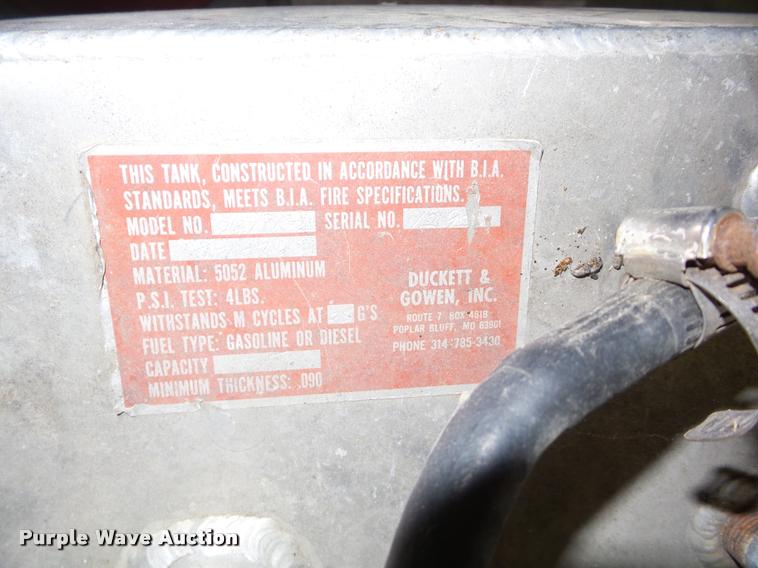 THIS TANK, CONSTRUCTED IN ACCORDANCE WITH B.I.A.
STANDARDS, MEETS B.I.A. FIRE SPECIFICATIONS.
MODEL NO. SERIAL NO.
DATE
MATERIAL: 5052 ALUMINUM
P.S.I. TEST: 4LBS.
WITHSTANDS M CYCLES AT G'S
FUEL TYPE: GASOLINE OR DIESEL
CAPACITY
MINIMUM THICKNESS: .090
DUCKETT &
GOWEN, INC.
ROUTE 7 BOX 461B
POPLAR BLUFF, MO 63901
PHONE 314-785-3430
Purple Wave Auction